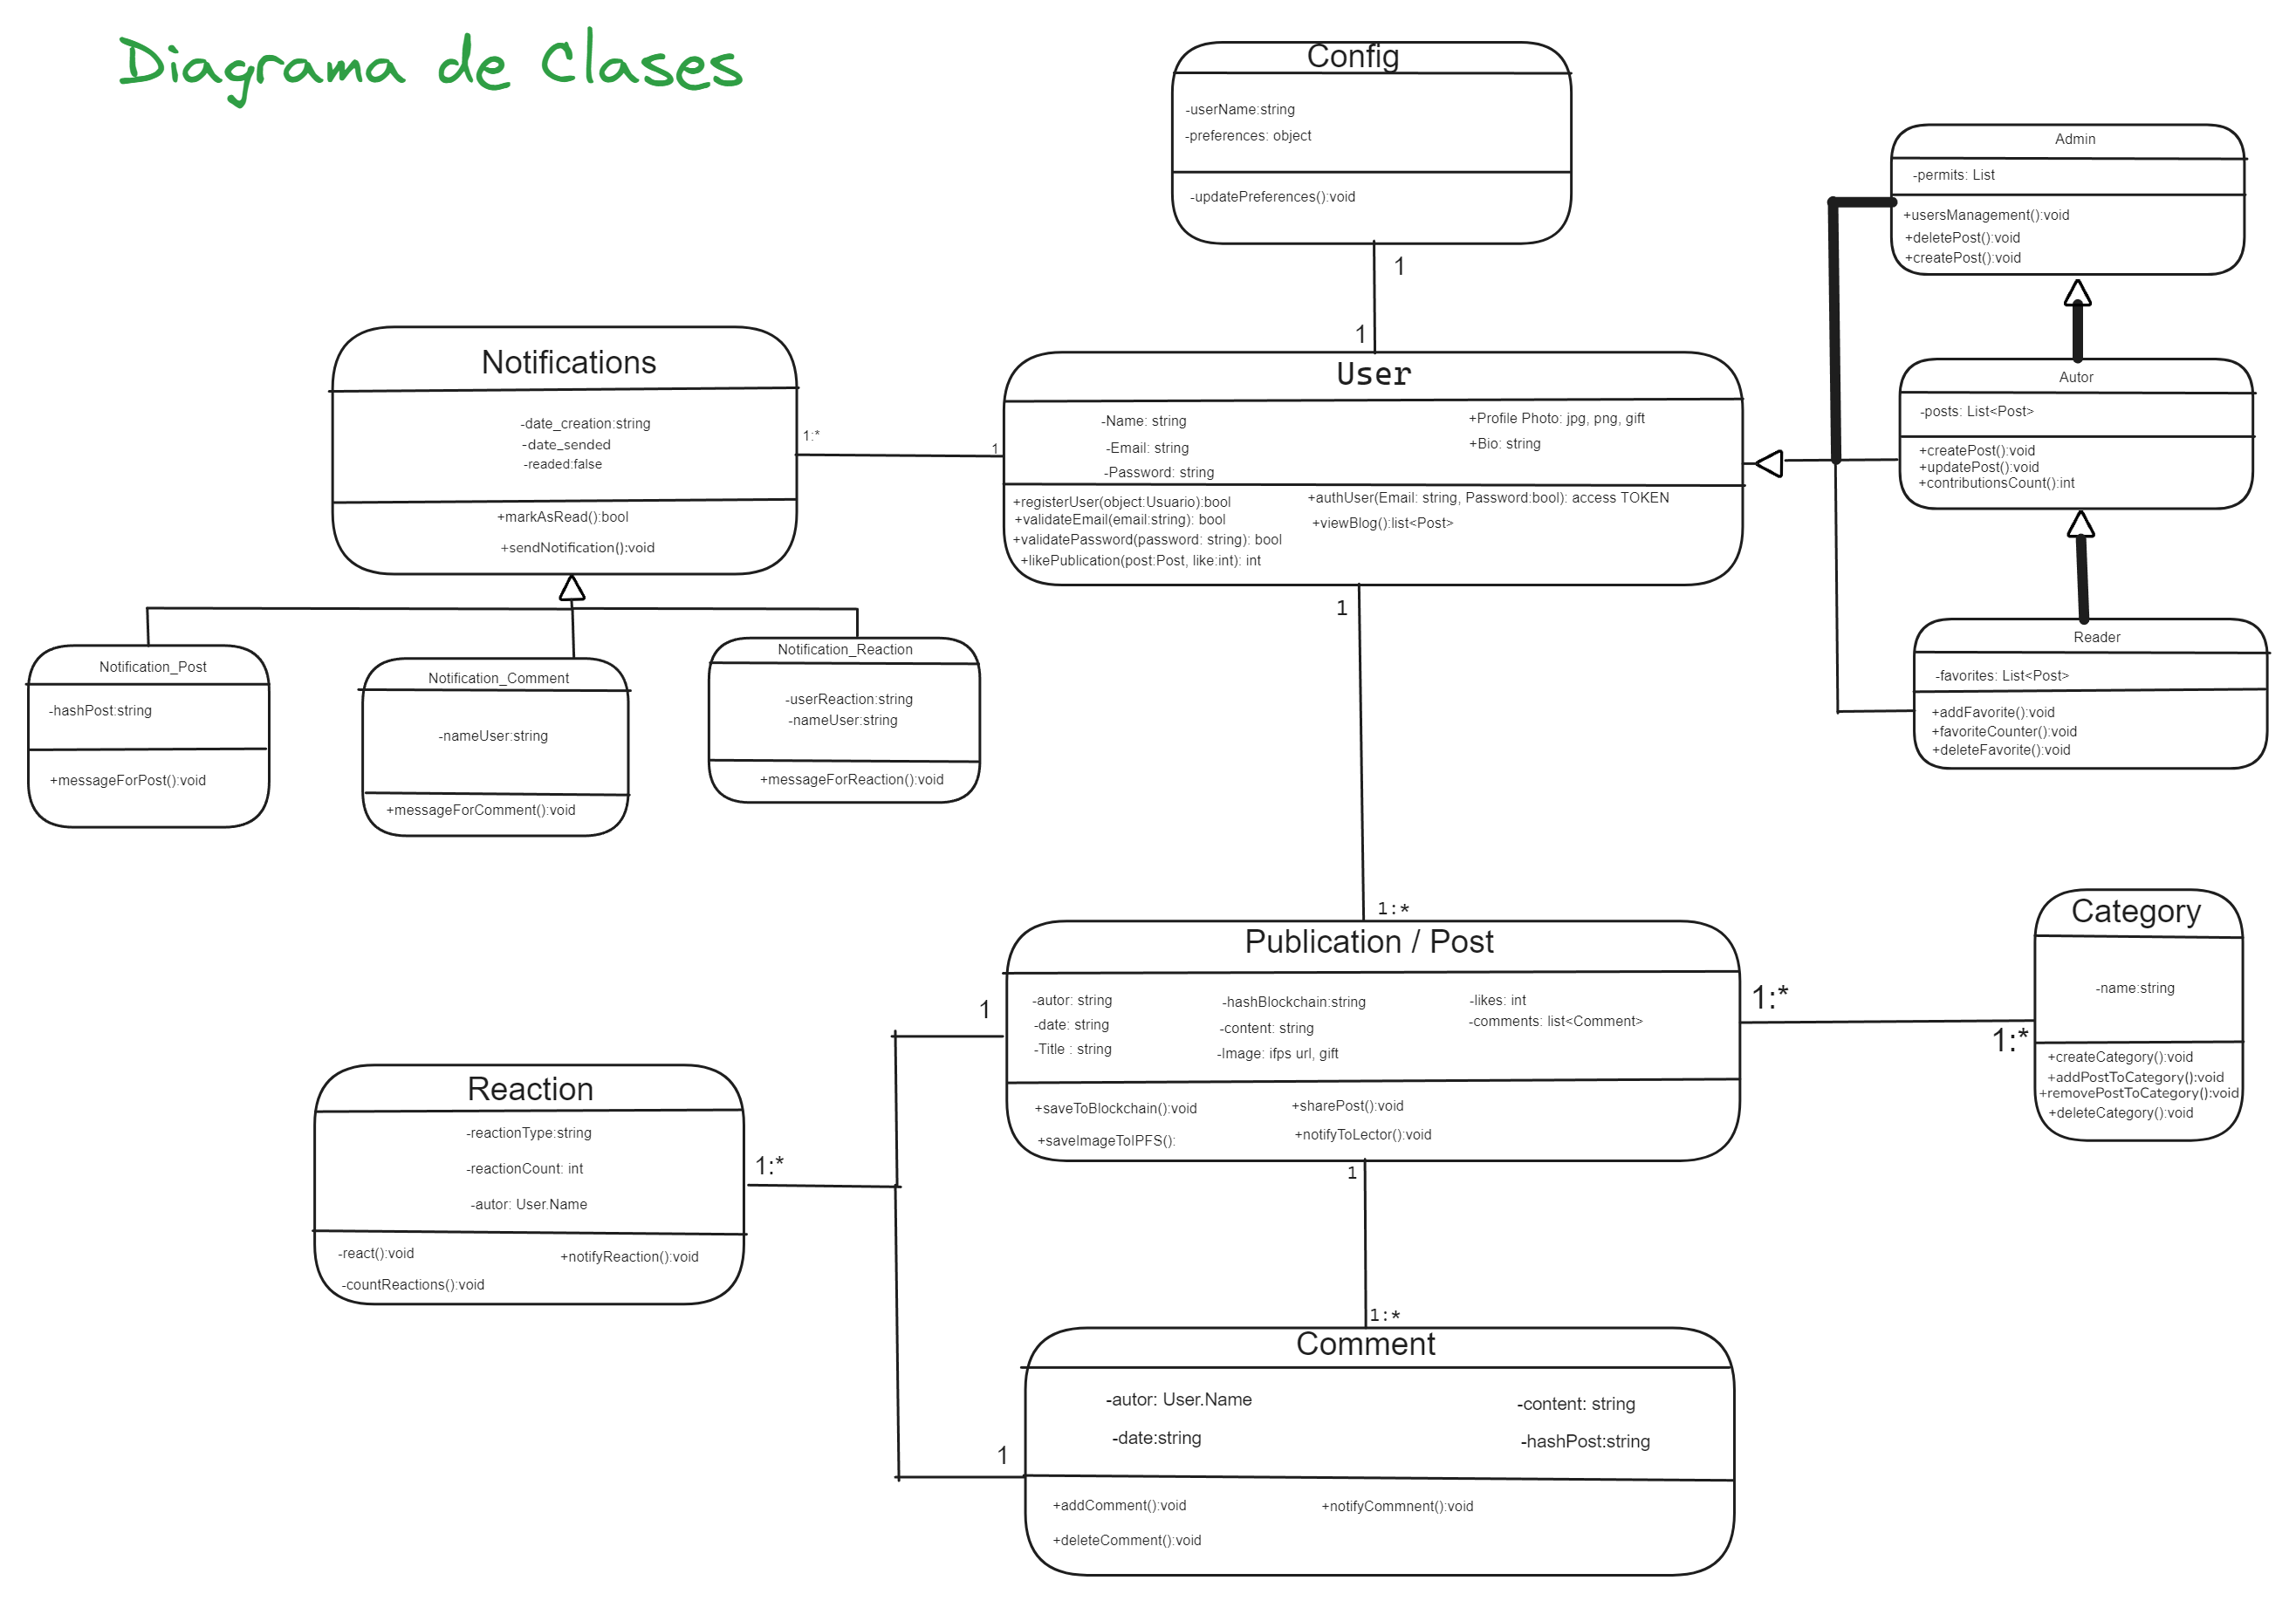 Diagrama de Clases
Config
-userName:string
-preferences: object
-updatePreferences():void
1
1
Admin
-permits: List
+usersManagement():void
+deletePost():void
+createPost():void
Notifications
-date_creation:string
-date_sended
-readed:false
+markAsRead():bool
+sendNotification():void
1:*
1
User
-Name: string
-Email: string
-Password: string
+Profile Photo: jpg, png, gift
+Bio: string
+registerUser(object:Usuario):bool
+validateEmail(email:string): bool
+validatePassword(password: string): bool
+likePublication(post:Post, like:int): int
+authUser(Email: string, Password:bool): access TOKEN
+viewBlog():list<Post>
Autor
-posts: List<Post>
+createPost():void
+updatePost():void
+contributionsCount():int
Reader
-favorites: List<Post>
+addFavorite():void
+favoriteCounter():void
+deleteFavorite():void
Notification_Post
-hashPost:string
+messageForPost():void
Notification_Comment
-nameUser:string
+messageForComment():void
Notification_Reaction
-userReaction:string
-nameUser:string
+messageForReaction():void
1
1:*
Publication / Post
-autor: string
-date: string
-Title : string
-hashBlockchain:string
-content: string
-Image: ifps url, gift
-likes: int
-comments: list<Comment>
+saveToBlockchain():void
+saveImageToIPFS():
+sharePost():void
+notifyToLector():void
1:*
1:*
Category
-name:string
+createCategory():void
+addPostToCategory():void
+removePostToCategory():void
+deleteCategory():void
1
Reaction
-reactionType:string
-reactionCount: int
-autor: User.Name
-react():void
-countReactions():void
+notifyReaction():void
1:*
1
1:*
1
Comment
-autor: User.Name
-date:string
-content: string
-hashPost:string
+addComment():void
+deleteComment():void
+notifyCommnent():void